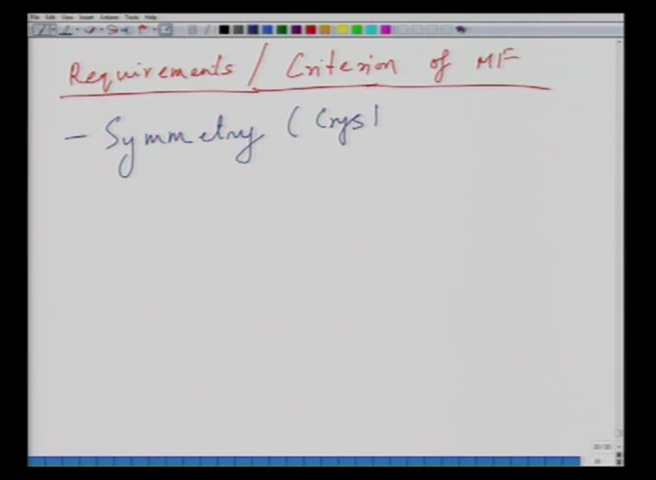 Requirements / Criterion of MF
- Symmetry ( Crys